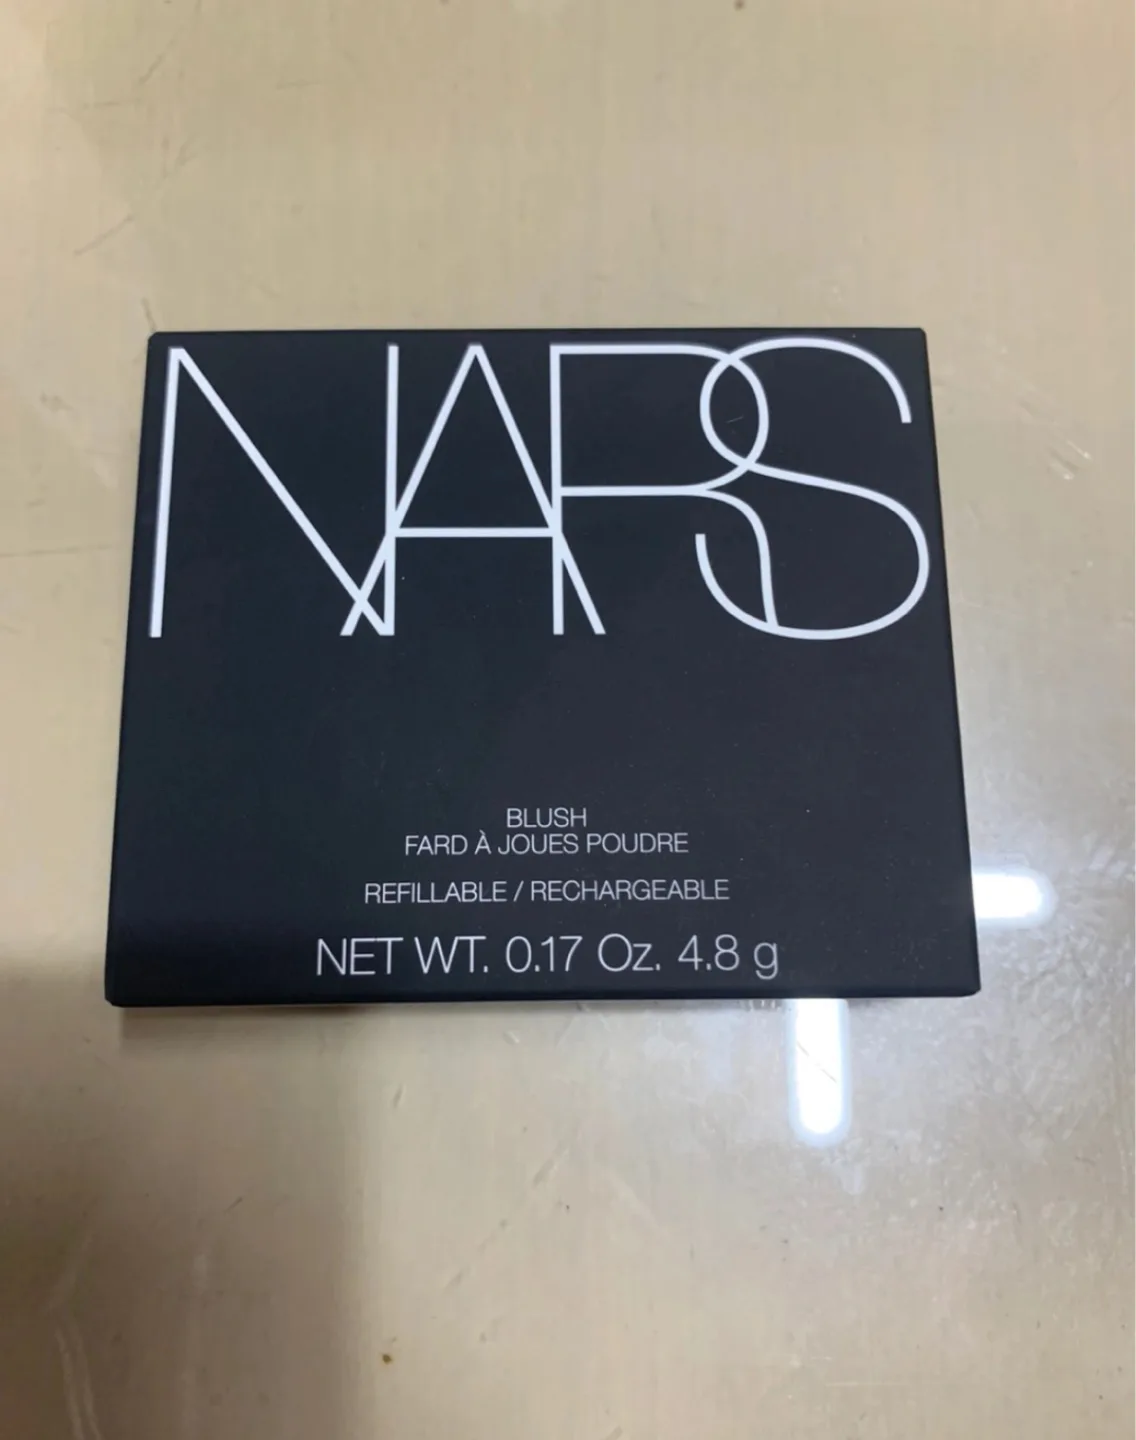 NARS
BLUSH
FARD À JOUES POUDRE
REFILLABLE / RECHARGEABLE
NET WT. 0.17 Oz. 4.8 g